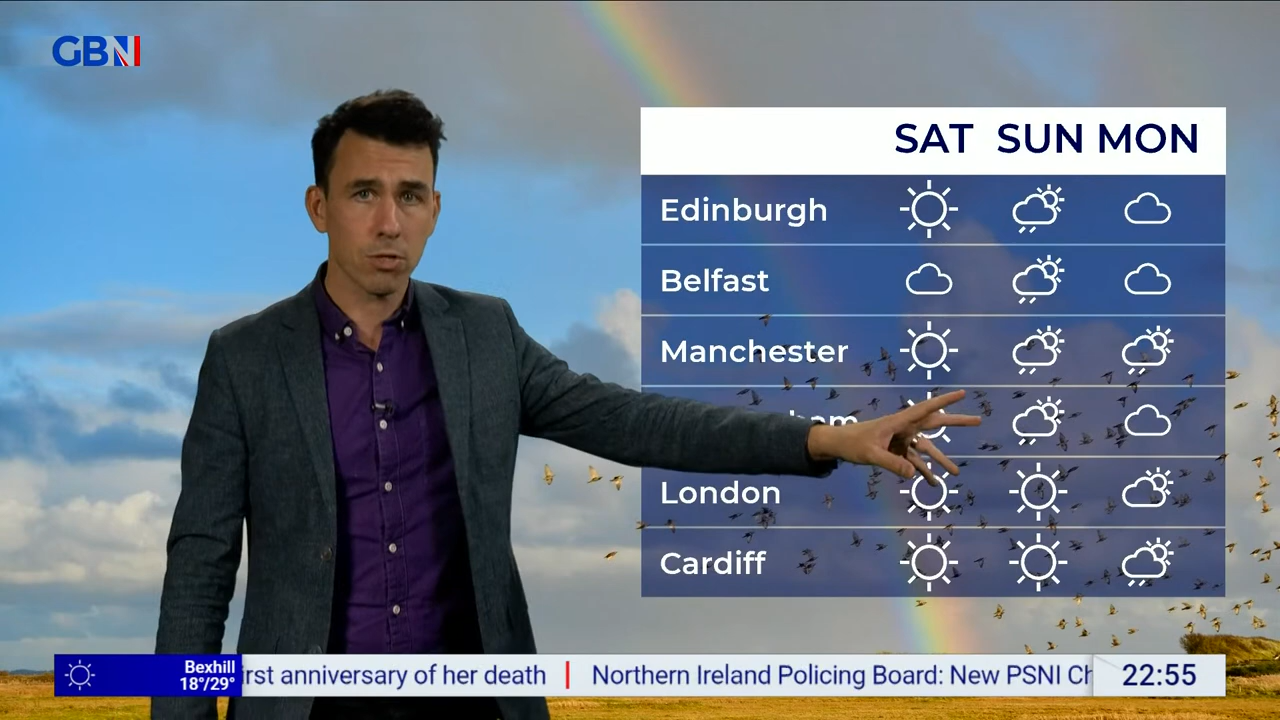 GBN
SAT SUN MON
Edinburgh
Belfast
Manchester
London
Cardiff
Bexhill
18°/29°
irst anniversary of her death | Northern Ireland Policing Board: New PSNI Ch
22:55